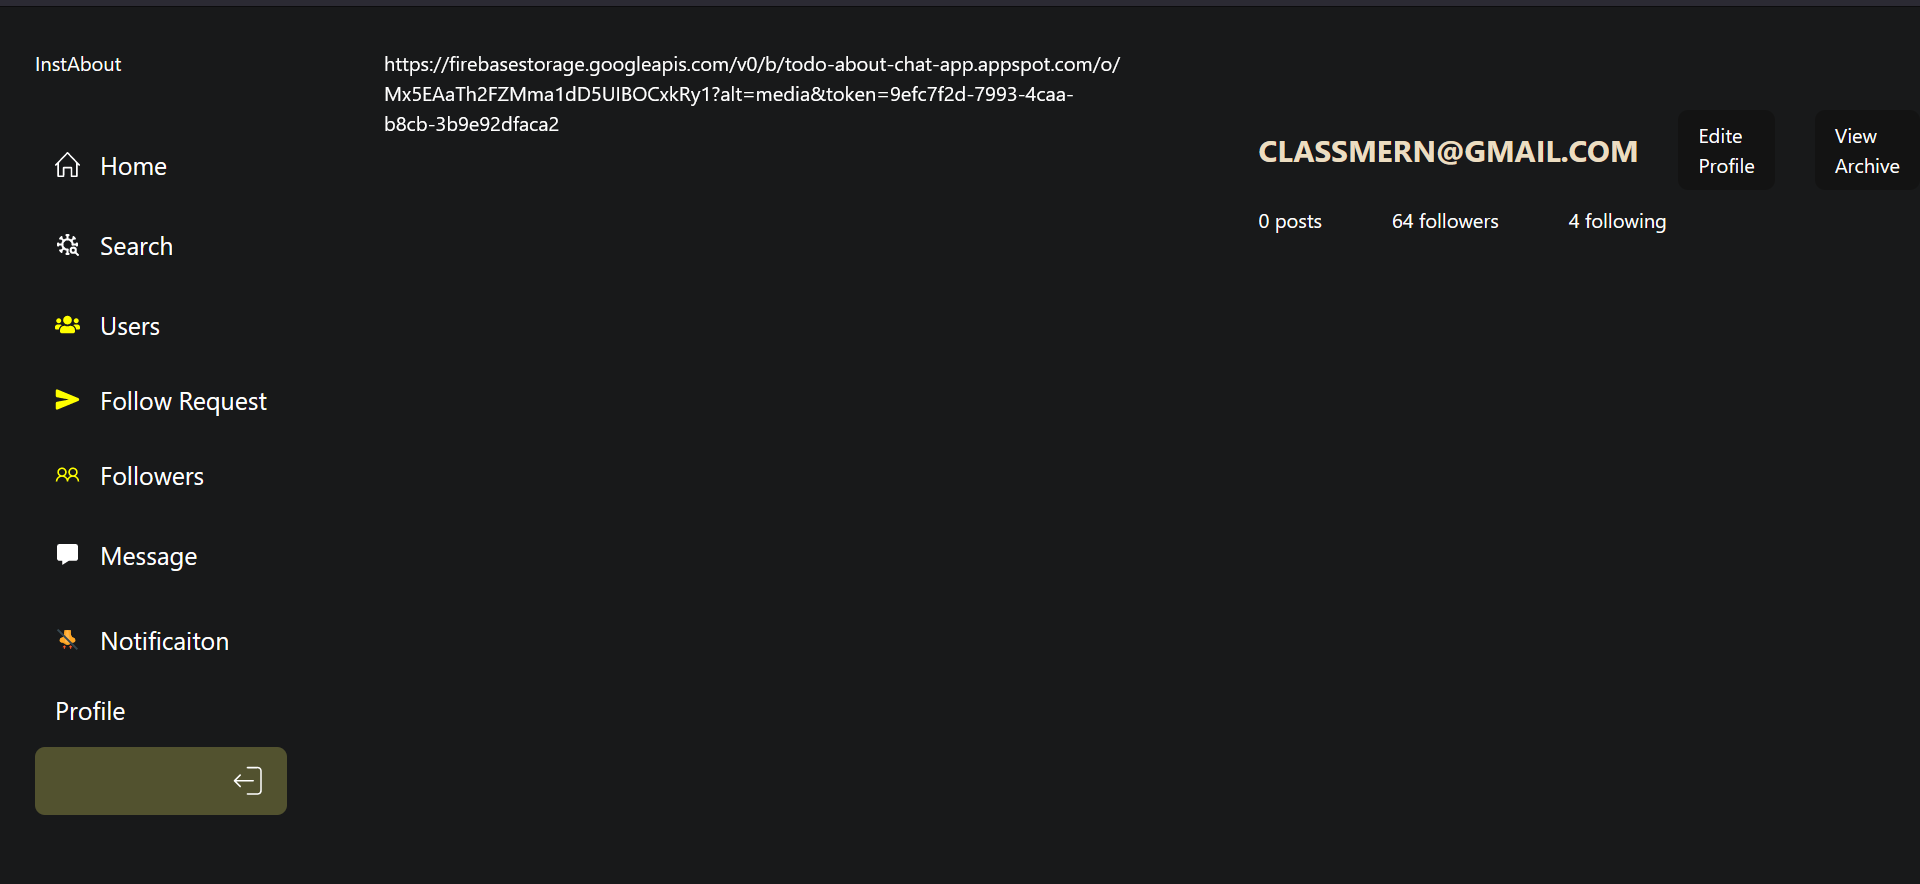 InstAbout
Home
Search
Users
Follow Request
Followers
Message
Notificaiton
Profile
https://firebasestorage.googleapis.com/v0/b/todo-about-chat-app.appspot.com/o/
Mx5EAaTh2FZMma1dD5UIBOCxkRy1?alt=media&token=9efc7f2d-7993-4caa-
b8cb-3b9e92dfaca2
CLASSMERN@GMAIL.COM
Edite
Profile
View
Archive
0 posts 64 followers 4 following